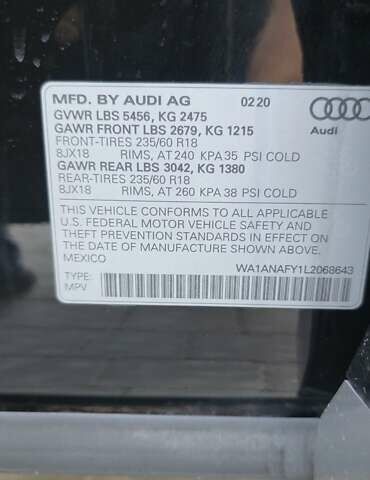 MFD. BY AUDI AG 02 20
GVWR LBS 5456, KG 2475
GAWR FRONT LBS 2679, KG 1215
FRONT-TIRES 235/60 R18
8JX18 RIMS, AT 240 KPA 35 PSI COLD
GAWR REAR LBS 3042, KG 1380
REAR-TIRES 235/60 R18
8JX18 RIMS, AT 260 KPA 38 PSI COLD
Audi
THIS VEHICLE CONFORMS TO ALL APPLICABLE
U.S. FEDERAL MOTOR VEHICLE SAFETY AND
THEFT PREVENTION STANDARDS IN EFFECT ON
THE DATE OF MANUFACTURE SHOWN ABOVE.
MEXICO
WA1ANAFY1L2068643
TYPE:
MPV